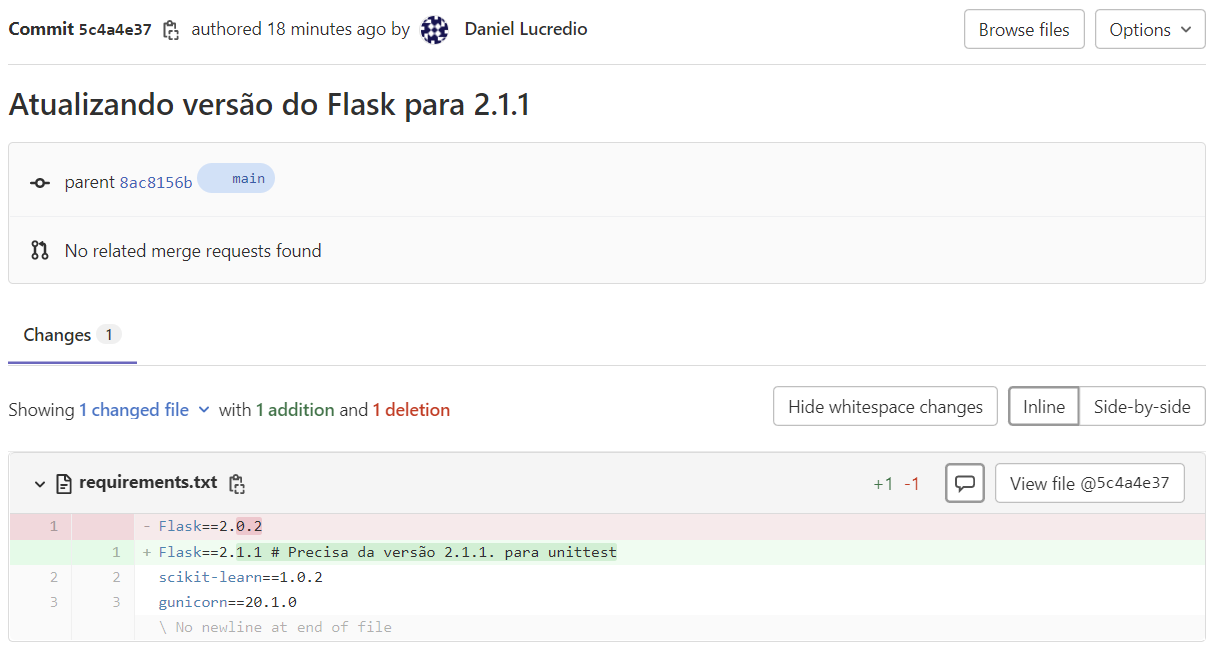 Commit 5c4a4e37 authored 18 minutes ago by Daniel Lucredio Browse files Options
Atualizando versão do Flask para 2.1.1
parent 8ac8156b main
No related merge requests found
Changes 1
Showing 1 changed file with 1 addition and 1 deletion Hide whitespace changes Inline Side-by-side
requirements.txt +1 -1 View file @5c4a4e37
1 - Flask==2.0.2
1 + Flask==2.1.1 # Precisa da versão 2.1.1. para unittest
2 2 scikit-learn==1.0.2
3 3 gunicorn==20.1.0
\ No newline at end of file